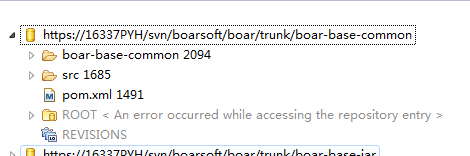 https://16337PYH/svn/boarsoft/boar/trunk/boar-base-common
boar-base-common 2094
src 1685
pom.xml 1491
ROOT < An error occurred while accessing the repository entry >
REVISIONS
https://16337PYH/svn/boarsoft/boar/trunk/boar-base-jar